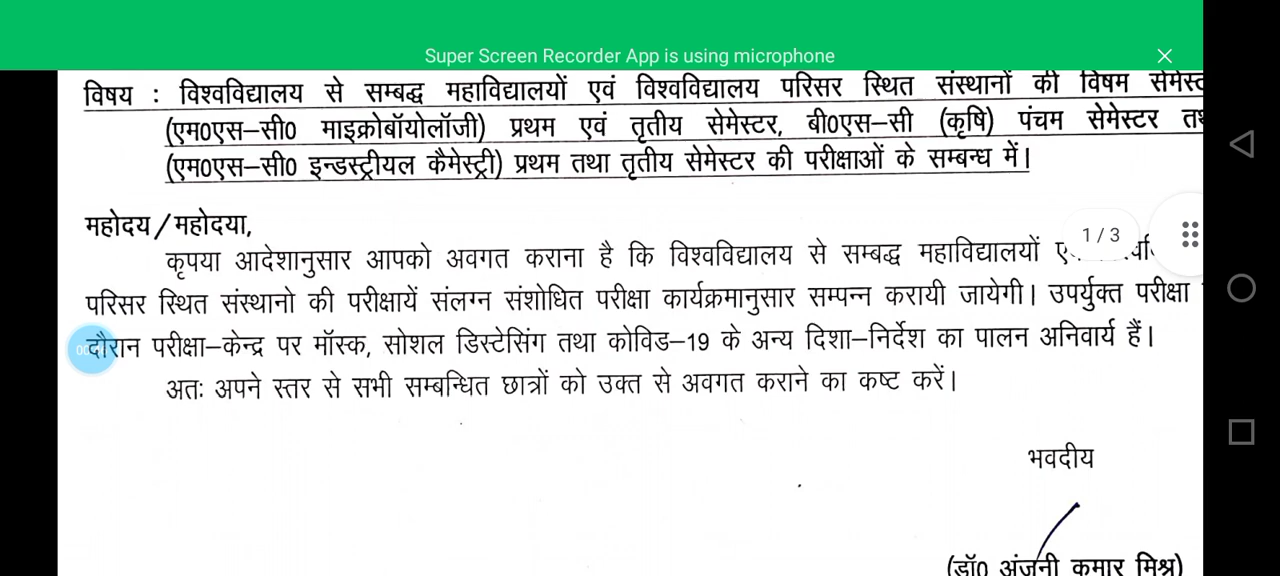 Super Screen Recorder App is using microphone
विषय : विश्वविद्यालय से सम्बद्ध महाविद्यालयों एवं विश्वविद्यालय परिसर स्थित संस्थानों की विषम
(एम0एस–सी0 माइक्रोबॉयोलॉजी) प्रथम एवं तृतीय सेमेस्टर, बी0एस–सी (कृषि) पंचम सेमेस्टर
(एम0एस–सी0 इन्डस्ट्रीयल कैमेस्ट्री) प्रथम तथा तृतीय सेमेस्टर की परीक्षाओं के सम्बन्ध में।
महोदय/महोदया,
1/3
कृपया आदेशानुसार आपको अवगत कराना है कि विश्वविद्यालय से सम्बद्ध महाविद्यालयों
परिसर स्थित संस्थानो की परीक्षायें संलग्न संशोधित परीक्षा कार्यक्रमानुसार सम्पन्न करायी जायेगी। उपर्युक्त परीक्षा
दौरान परीक्षा–केन्द्र पर मॉस्क, सोशल डिस्टेसिंग तथा कोविड–19 के अन्य दिशा–निर्देश का पालन अनिवार्य हैं।
अतः अपने स्तर से सभी सम्बन्धित छात्रों को उक्त से अवगत कराने का कष्ट करें।
भवदीय
(डॉ0 अंजनी कुमार मिश्र)